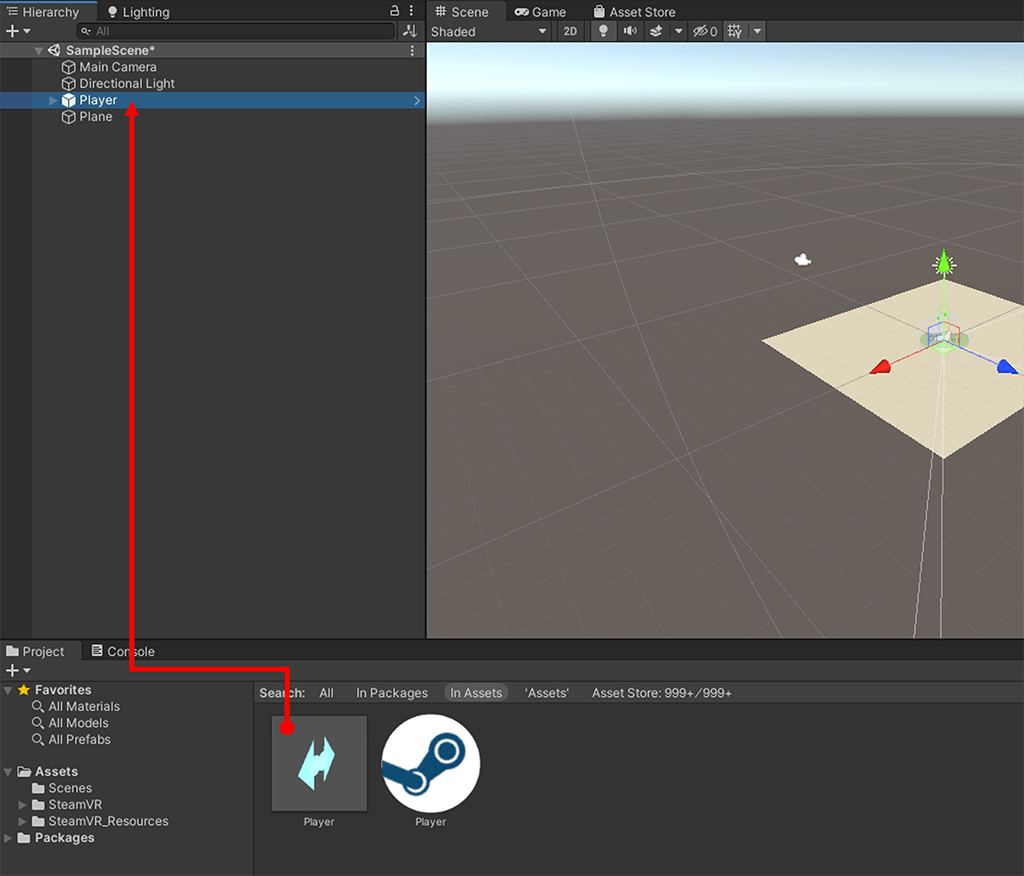 Hierarchy
Lighting
All
SampleScene*
Main Camera
Directional Light
Player
Plane
Scene
Game
Asset Store
Shaded
2D
0
Project
Console
Favorites
All Materials
All Models
All Prefabs
Assets
Scenes
SteamVR
SteamVR_Resources
Packages
Search: All In Packages In Assets 'Assets' Asset Store: 999+/999+
Player
Player